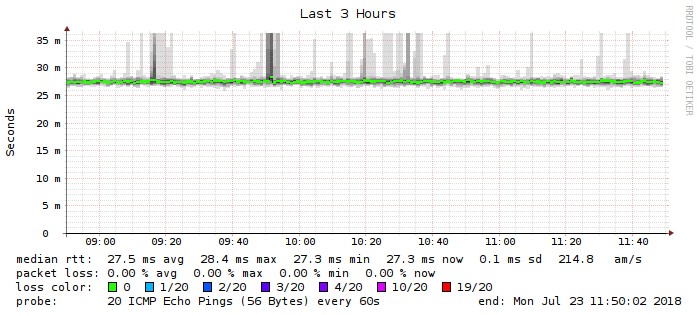 Last 3 Hours
RRDTOOL / TOBI OETIKER
Seconds
35 m
30 m
25 m
20 m
15 m
10 m
5 m
0
09:00 09:20 09:40 10:00 10:20 10:40 11:00 11:20 11:40
median rtt: 27.5 ms avg 28.4 ms max 27.3 ms min 27.3 ms now 0.1 ms sd 214.8 am/s
packet loss: 0.00 % avg 0.00 % max 0.00 % min 0.00 % now
loss color: 0 1/20 2/20 3/20 4/20 10/20 19/20
probe: 20 ICMP Echo Pings (56 Bytes) every 60s end: Mon Jul 23 11:50:02 2018